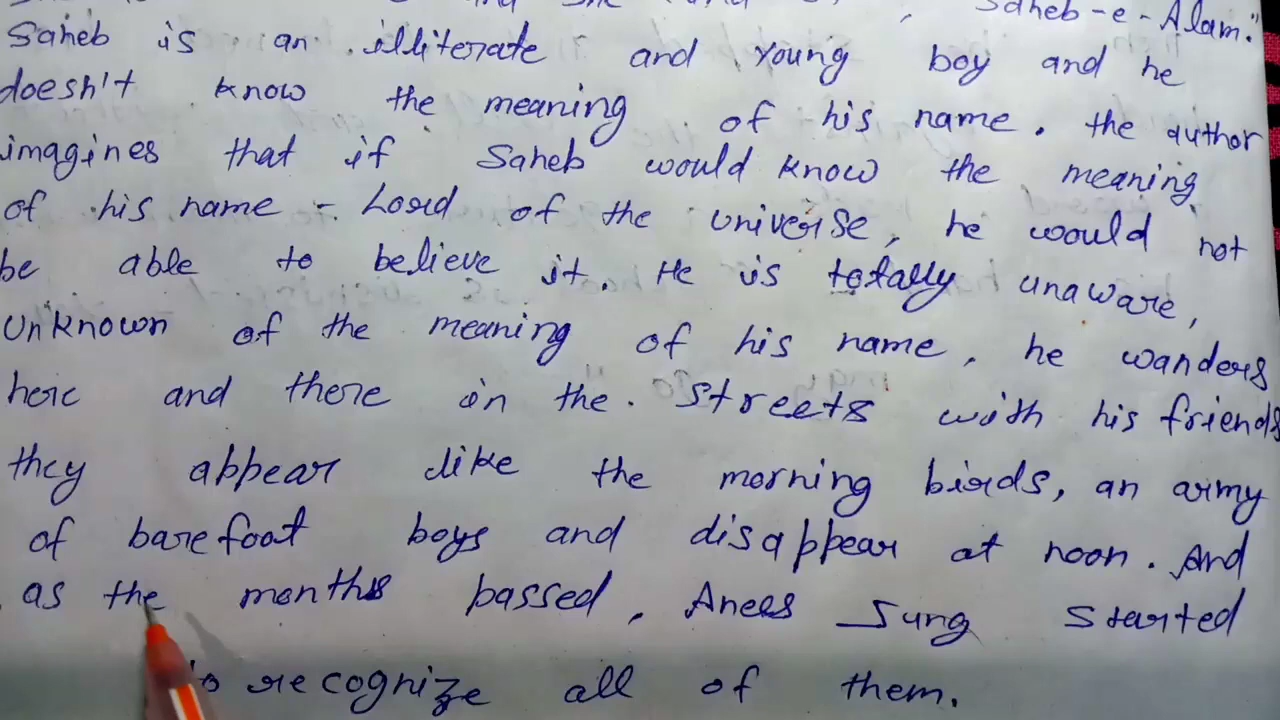 Saheb-e-Alam."
Saheb is an illiterate and young boy and he
doesn't know the meaning of his name. the author
imagines that if Saheb would know the meaning
of his name - Lord of the universe, he would not
be able to believe it. He is totally unaware,
unknown of the meaning of his name, he wanders
here and there in the streets with his friends
they appear like the morning birds, an army
of barefoot boys and disappear at noon. And
as the months passed, Anees Jung started
to recognize all of them.